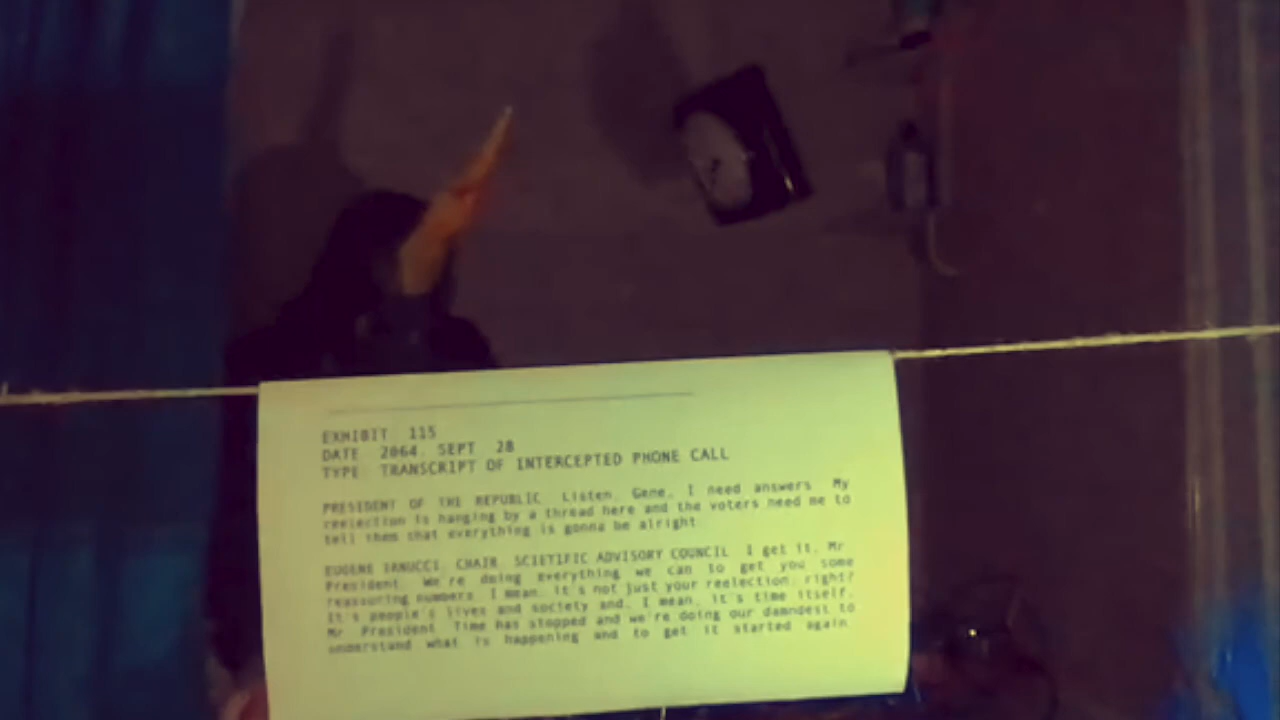 EXHIBIT 115
DATE 2064 SEPT 28
TYPE TRANSCRIPT OF INTERCEPTED PHONE CALL
PRESIDENT OF THE REPUBLIC Listen, Gene, I need answers My
reelection is hanging by a thread here and the voters need me to
tell them that everything is gonna be alright
EUGENE IANUCCI, CHAIR, SCIETIFIC ADVISORY COUNCIL I get it, Mr
President We're doing everything we can to get you some
reassuring numbers I mean, it's not just your reelection, right?
It's people's lives and society and, I mean, it's time itself,
Mr President Time has stopped and we're doing our damndest to
understand what is happening and to get it started again